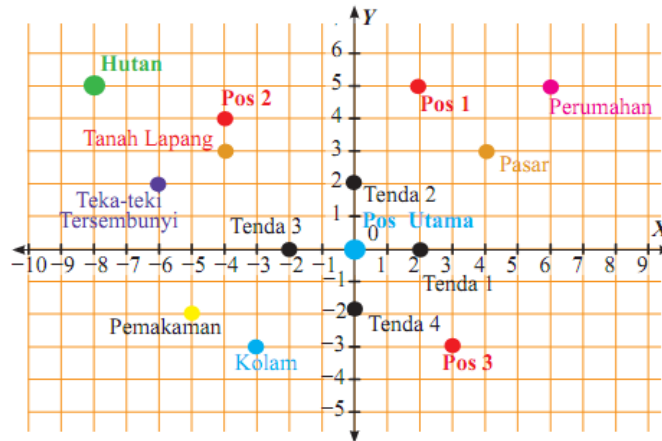 Y
6
Hutan
5
Pos 2
Pos 1
Perumahan
4
Tanah Lapang
3
Pasar
2
Teka-teki
Tersembunyi
Tenda 2
1
Tenda 3
Pos Utama
0
X
−10 −9 −8 −7 −6 −5 −4 −3 −2 −1 1 2 3 4 5 6 7 8 9
Tenda 1
−1
Pemakaman
−2
Tenda 4
−3
Kolam
Pos 3
−4
−5